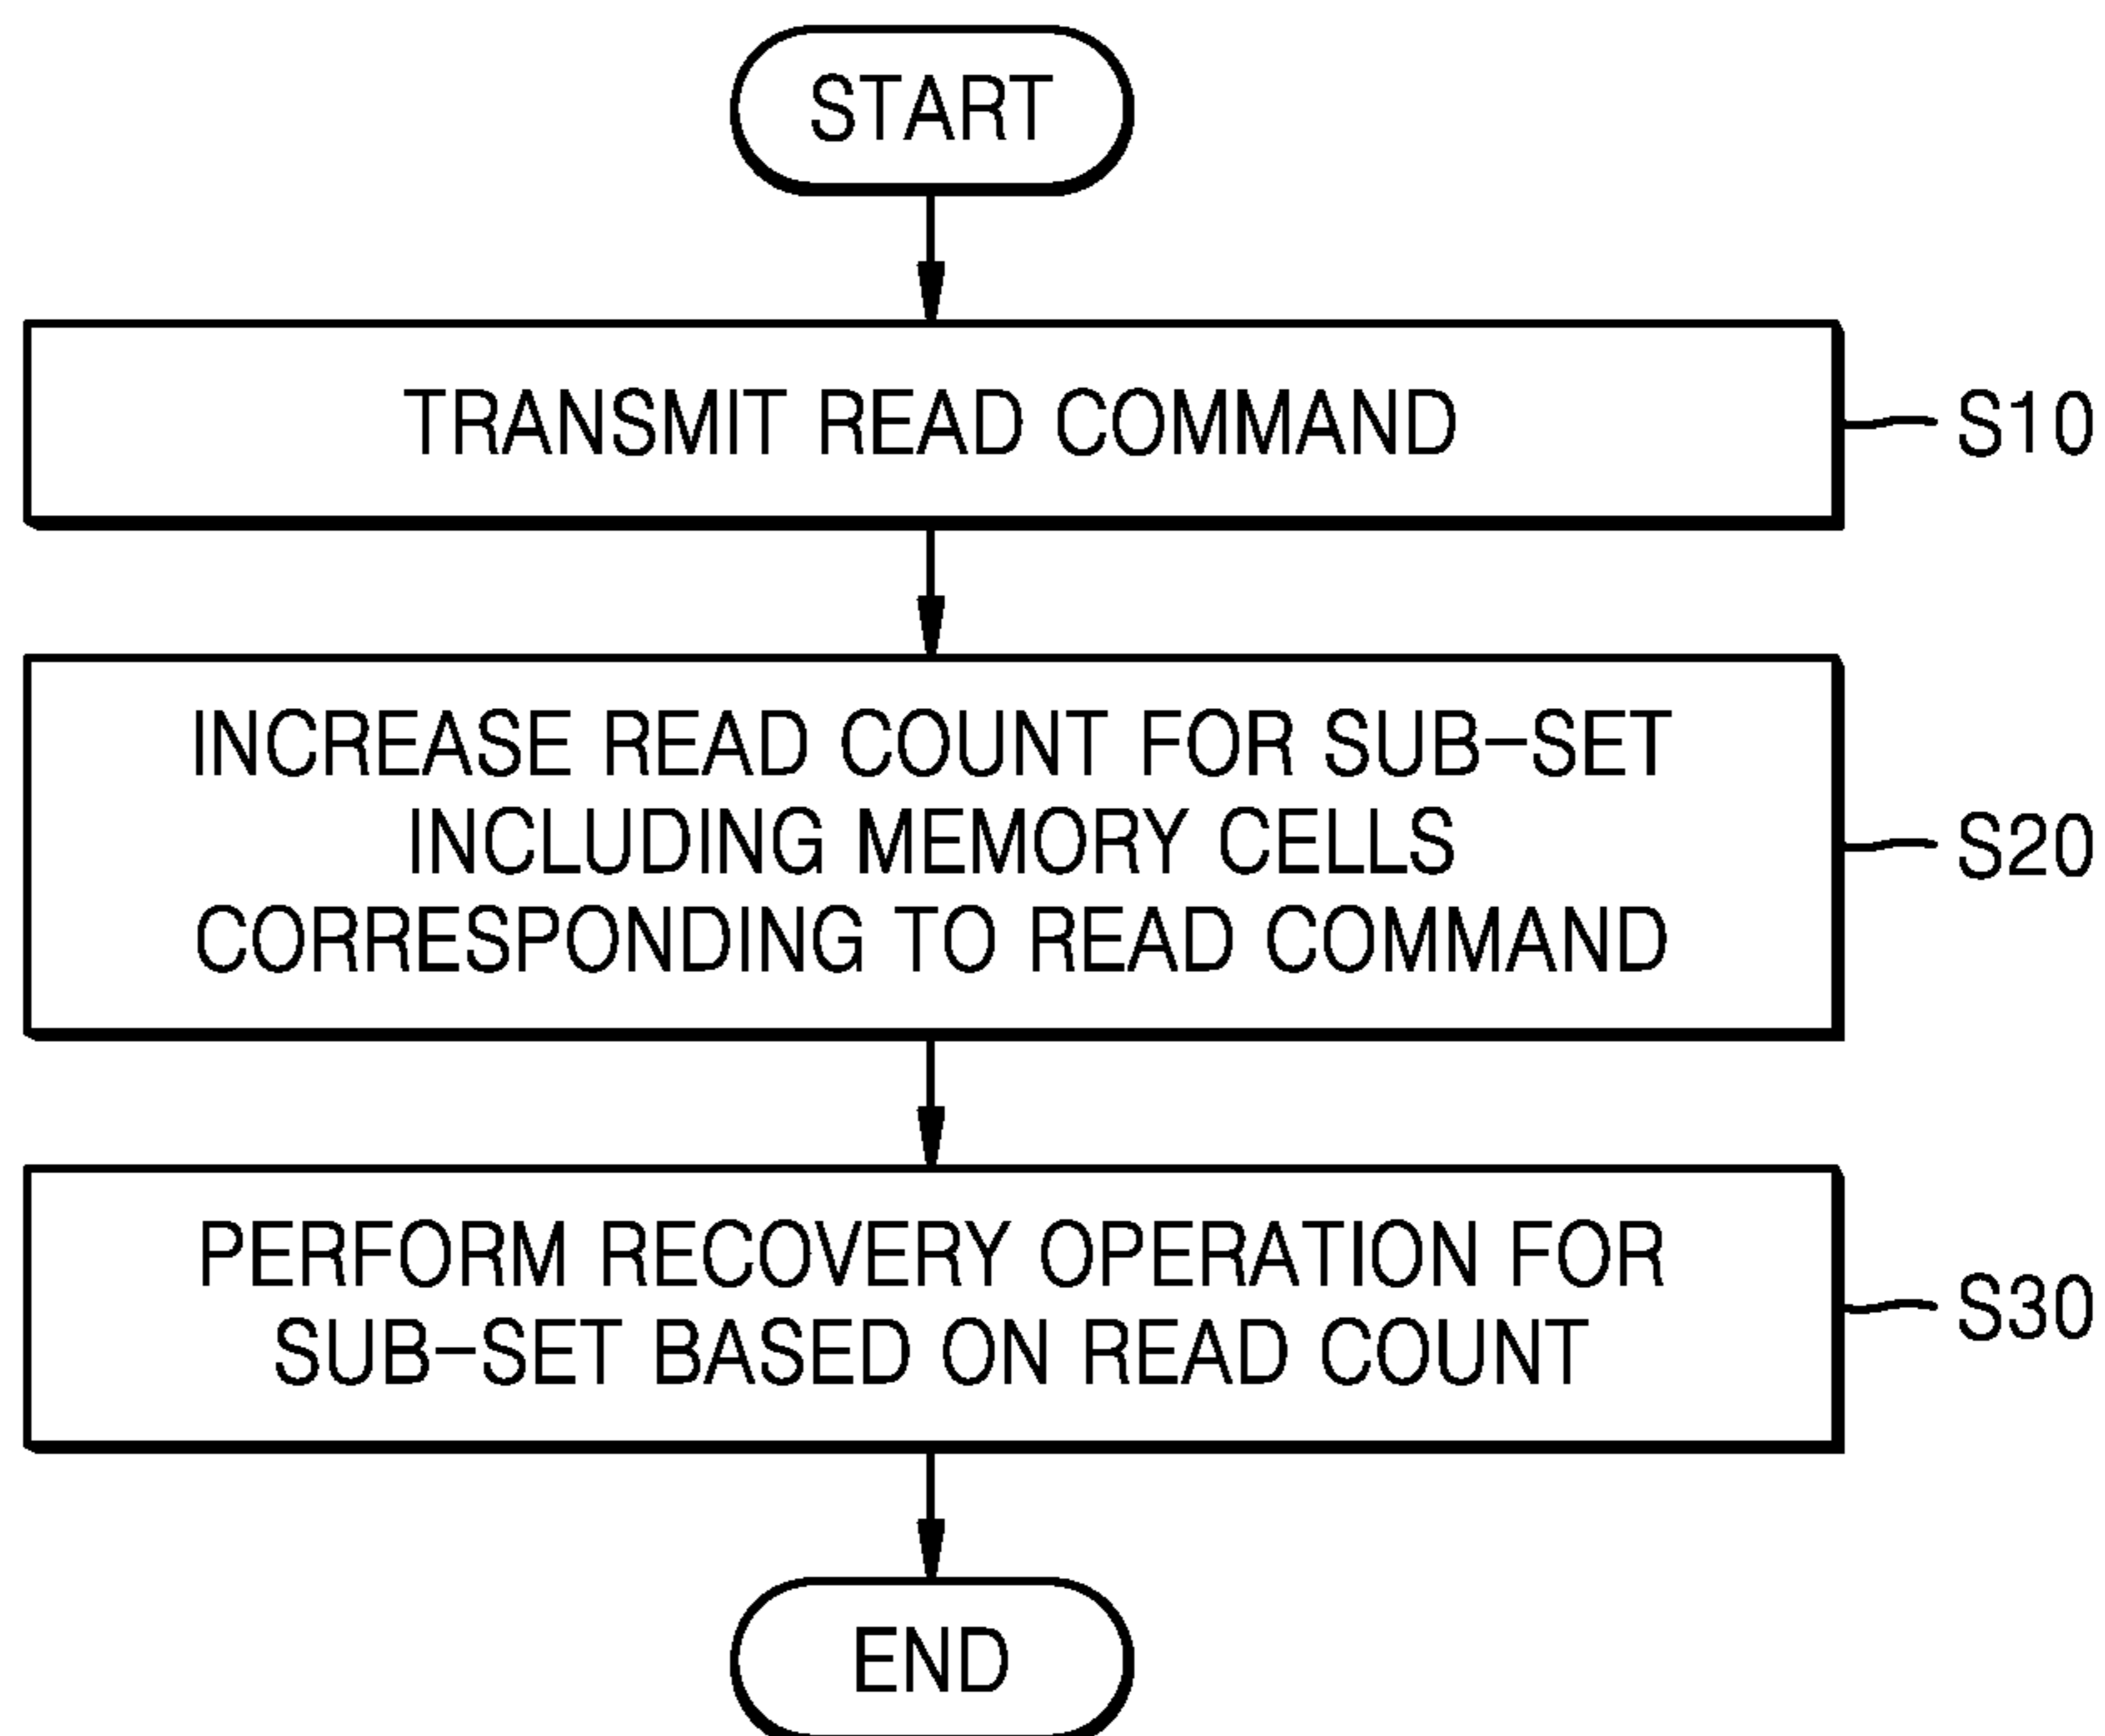 START
TRANSMIT READ COMMAND
S10
INCREASE READ COUNT FOR SUB-SET
INCLUDING MEMORY CELLS
CORRESPONDING TO READ COMMAND
S20
PERFORM RECOVERY OPERATION FOR
SUB-SET BASED ON READ COUNT
S30
END